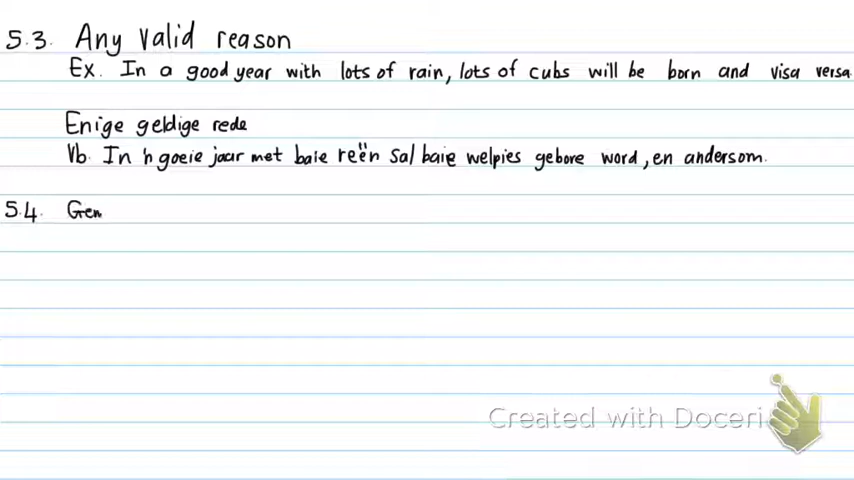 5.3. Any valid reason
Ex. In a good year with lots of rain, lots of cubs will be born and visa versa.
Enige geldige rede
Vb. In 'n goeie jaar met baie reën sal baie welpies gebore word, en andersom.
5.4. Gem
Created with Doceri